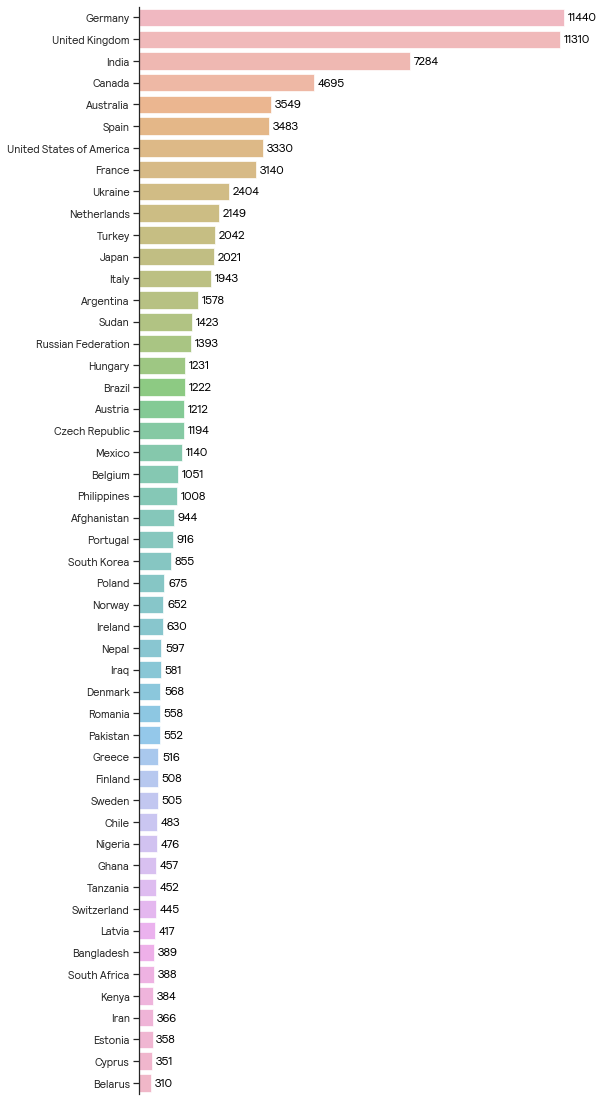 Germany 11440
United Kingdom 11310
India 7284
Canada 4695
Australia 3549
Spain 3483
United States of America 3330
France 3140
Ukraine 2404
Netherlands 2149
Turkey 2042
Japan 2021
Italy 1943
Argentina 1578
Sudan 1423
Russian Federation 1393
Hungary 1231
Brazil 1222
Austria 1212
Czech Republic 1194
Mexico 1140
Belgium 1051
Philippines 1008
Afghanistan 944
Portugal 916
South Korea 855
Poland 675
Norway 652
Ireland 630
Nepal 597
Iraq 581
Denmark 568
Romania 558
Pakistan 552
Greece 516
Finland 508
Sweden 505
Chile 483
Nigeria 476
Ghana 457
Tanzania 452
Switzerland 445
Latvia 417
Bangladesh 389
South Africa 388
Kenya 384
Iran 366
Estonia 358
Cyprus 351
Belarus 310